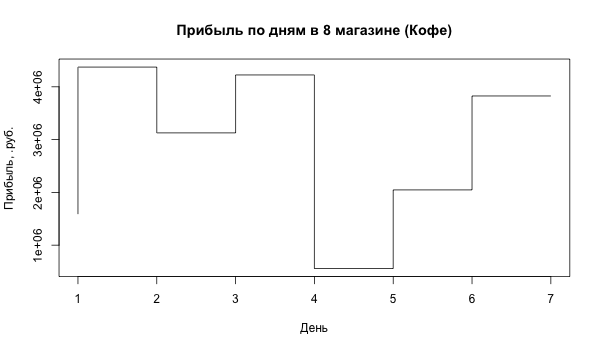 Прибыль по дням в 8 магазине (Кофе)
Прибыль, .руб.
4e+06
3e+06
2e+06
1e+06
1 2 3 4 5 6 7
День